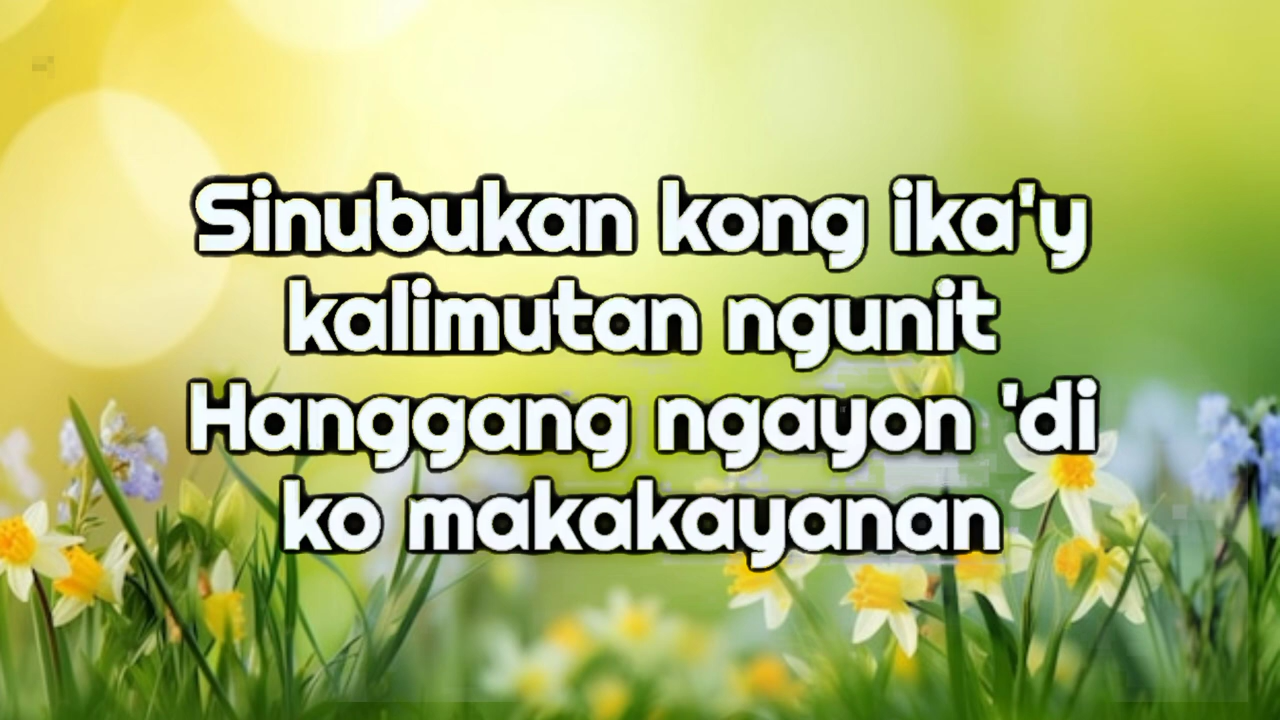 Sinubukan kong ika'y
kalimutan ngunit
Hanggang ngayon 'di
ko makakayanan